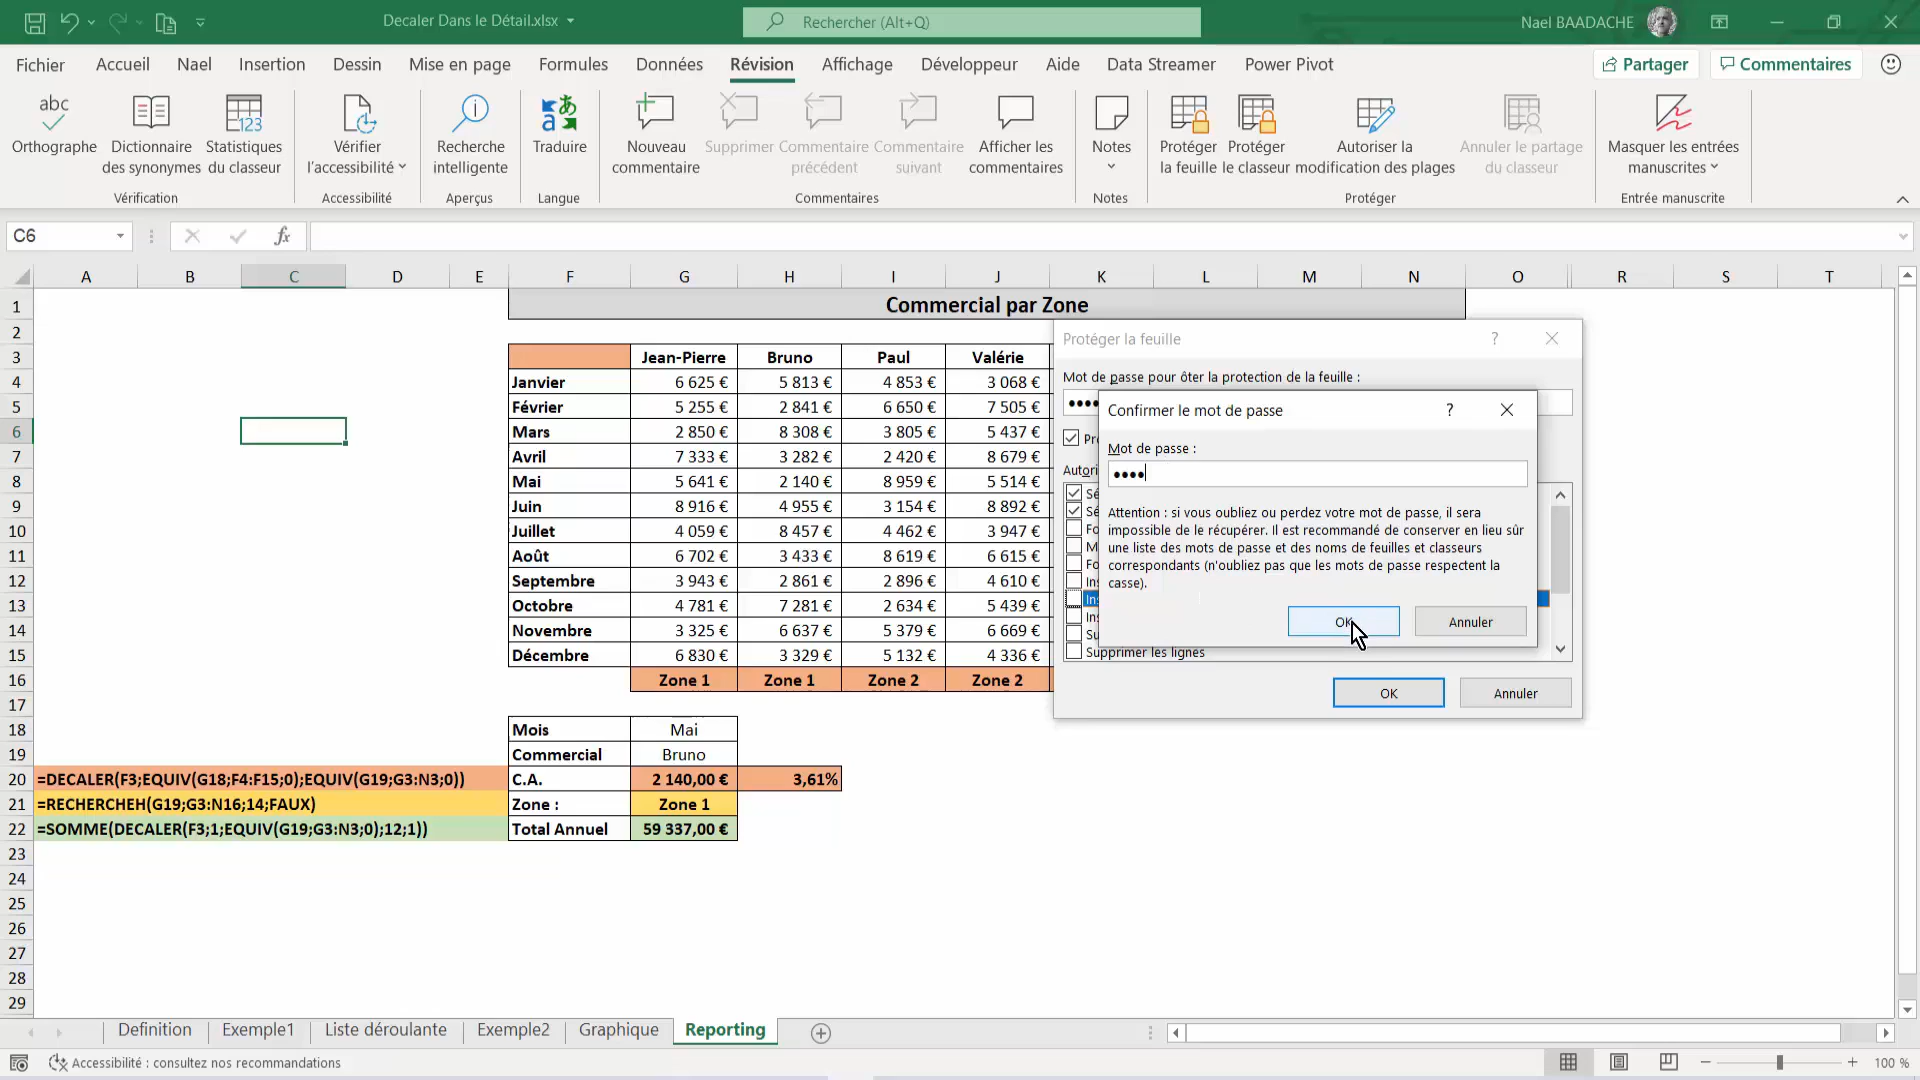 Decaler Dans le Détail.xlsx
Rechercher (Alt+Q)
Nael BAADACHE
Fichier Accueil Nael Insertion Dessin Mise en page Formules Données Révision Affichage Développeur Aide Data Streamer Power Pivot Partager Commentaires
abc
Orthographe
Dictionnaire
des synonymes
123
Statistiques
du classeur
Vérifier
l'accessibilité
Recherche
intelligente
Traduire
Nouveau
commentaire
Supprimer
Commentaire
précédent
Commentaire
suivant
Afficher les
commentaires
Notes
Protéger
la feuille
Protéger
le classeur
Autoriser la
modification des plages
Annuler le partage
du classeur
Masquer les entrées
manuscrites
Vérification Accessibilité Aperçus Langue Commentaires Notes Protéger Entrée manuscrite
C6 fx
A B C D E F G H I J K L M N O R S T
1 Commercial par Zone
2
3 Jean-Pierre Bruno Paul Valérie
4 Janvier 6 625 € 5 813 € 4 853 € 3 068 €
5 Février 5 255 € 2 841 € 6 650 € 7 505 €
6 Mars 2 850 € 8 308 € 3 805 € 5 437 €
7 Avril 7 333 € 3 282 € 2 420 € 8 679 €
8 Mai 5 641 € 2 140 € 8 959 € 5 514 €
9 Juin 8 916 € 4 955 € 3 154 € 8 892 €
10 Juillet 4 059 € 8 457 € 4 462 € 3 947 €
11 Août 6 702 € 3 433 € 8 619 € 6 615 €
12 Septembre 3 943 € 2 861 € 2 896 € 4 610 €
13 Octobre 4 781 € 7 281 € 2 634 € 5 439 €
14 Novembre 3 325 € 6 637 € 5 379 € 6 669 €
15 Décembre 6 830 € 3 329 € 5 132 € 4 336 €
16 Zone 1 Zone 1 Zone 2 Zone 2
17
18 Mois Mai
19 Commercial Bruno
20 =DECALER(F3;EQUIV(G18;F4:F15;0);EQUIV(G19;G3:N3;0)) C.A. 2 140,00 € 3,61%
21 =RECHERCHEH(G19;G3:N16;14;FAUX) Zone : Zone 1
22 =SOMME(DECALER(F3;1;EQUIV(G19;G3:N3;0);12;1)) Total Annuel 59 337,00 €
23
24
25
26
27
28
29
Protéger la feuille ?
Mot de passe pour ôter la protection de la feuille :
••••
Pr
Autori
Sé
Sé
Fo
M
Fo
Ins
Ins
Ins
Su
Supprimer les lignes
OK Annuler
Confirmer le mot de passe ?
Mot de passe :
••••
Attention : si vous oubliez ou perdez votre mot de passe, il sera
impossible de le récupérer. Il est recommandé de conserver en lieu sûr
une liste des mots de passe et des noms de feuilles et classeurs
correspondants (n'oubliez pas que les mots de passe respectent la
casse).
OK Annuler
Definition Exemple1 Liste déroulante Exemple2 Graphique Reporting
Accessibilité : consultez nos recommandations
100 %